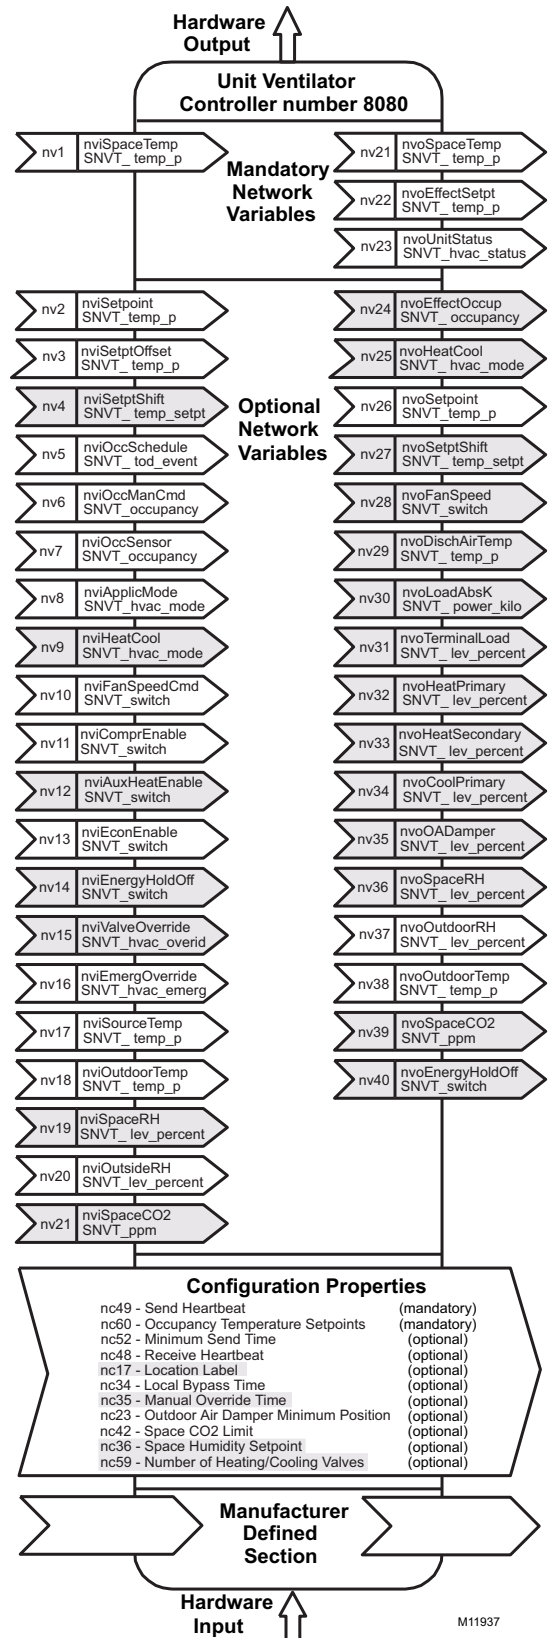 Hardware
Output
Unit Ventilator
Controller number 8080
nv1
nviSpaceTemp
SNVT_ temp_p
Mandatory
Network
Variables
nv21
nvoSpaceTemp
SNVT_ temp_p
nv22
nvoEffectSetpt
SNVT_ temp_p
nv23
nvoUnitStatus
SNVT_hvac_status
nv2
nviSetpoint
SNVT_temp_p
nv3
nviSetptOffset
SNVT_ temp_p
nv4
nviSetptShift
SNVT_ temp_setpt
nv5
nviOccSchedule
SNVT_ tod_event
nv6
nviOccManCmd
SNVT_occupancy
nv7
nviOccSensor
SNVT_occupancy
nv8
nviApplicMode
SNVT_hvac_mode
nv9
nviHeatCool
SNVT_hvac_mode
nv10
nviFanSpeedCmd
SNVT_switch
nv11
nviComprEnable
SNVT_switch
nv12
nviAuxHeatEnable
SNVT_switch
nv13
nviEconEnable
SNVT_switch
nv14
nviEnergyHoldOff
SNVT_switch
nv15
nviValveOverride
SNVT_hvac_overid
nv16
nviEmergOverride
SNVT_hvac_emerg
nv17
nviSourceTemp
SNVT_ temp_p
nv18
nviOutdoorTemp
SNVT_ temp_p
nv19
nviSpaceRH
SNVT_ lev_percent
nv20
nviOutsideRH
SNVT_lev_percent
nv21
nviSpaceCO2
SNVT_ppm
Optional
Network
Variables
nv24
nvoEffectOccup
SNVT_ occupancy
nv25
nvoHeatCool
SNVT_ hvac_mode
nv26
nvoSetpoint
SNVT_temp_p
nv27
nvoSetptShift
SNVT_ temp_setpt
nv28
nvoFanSpeed
SNVT_switch
nv29
nvoDischAirTemp
SNVT_ temp_p
nv30
nvoLoadAbsK
SNVT_ power_kilo
nv31
nvoTerminalLoad
SNVT_ lev_percent
nv32
nvoHeatPrimary
SNVT_ lev_percent
nv33
nvoHeatSecondary
SNVT_ lev_percent
nv34
nvoCoolPrimary
SNVT_ lev_percent
nv35
nvoOADamper
SNVT_ lev_percent
nv36
nvoSpaceRH
SNVT_ lev_percent
nv37
nvoOutdoorRH
SNVT_ lev_percent
nv38
nvoOutdoorTemp
SNVT_ temp_p
nv39
nvoSpaceCO2
SNVT_ppm
nv40
nvoEnergyHoldOff
SNVT_switch
Configuration Properties
nc49 - Send Heartbeat (mandatory)
nc60 - Occupancy Temperature Setpoints (mandatory)
nc52 - Minimum Send Time (optional)
nc48 - Receive Heartbeat (optional)
nc17 - Location Label (optional)
nc34 - Local Bypass Time (optional)
nc35 - Manual Override Time (optional)
nc23 - Outdoor Air Damper Minimum Position (optional)
nc42 - Space CO2 Limit (optional)
nc36 - Space Humidity Setpoint (optional)
nc59 - Number of Heating/Cooling Valves (optional)
Manufacturer
Defined
Section
Hardware
Input
M11937